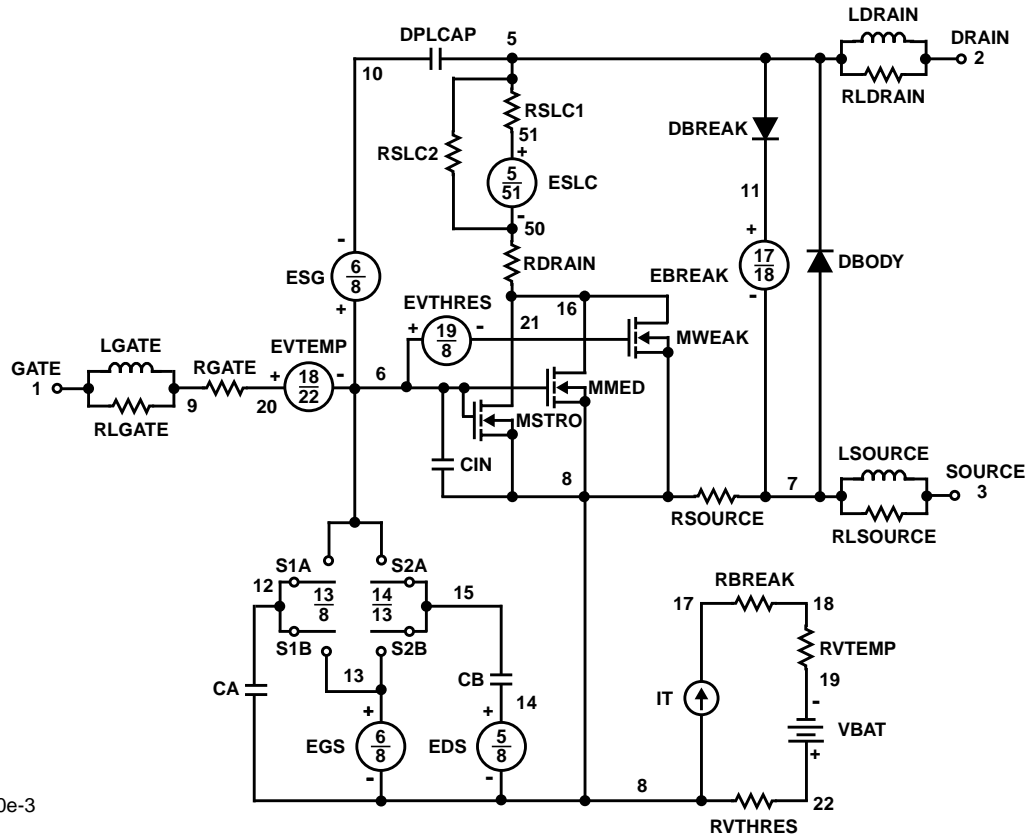 LDRAIN
DPLCAP
5
DRAIN
2
10
RLDRAIN
RSLC1
DBREAK
51
RSLC2
+
5
51
ESLC
11
-
50
-
+
RDRAIN
ESG
6
8
EBREAK
17
18
DBODY
+
EVTHRES
16
-
21
+
19
8
-
MWEAK
LGATE
EVTEMP
GATE
1
RGATE
+
18
22
-
6
MMED
9
20
MSTRO
RLGATE
LSOURCE
CIN
8
7
SOURCE
3
RSOURCE
RLSOURCE
S1A
S2A
12
13
8
14
13
15
RBREAK
17
18
S1B
S2B
RVTEMP
13
CB
19
CA
14
IT
-
+
+
VBAT
EGS
6
8
EDS
5
8
+
-
-
8
22
0e-3
RVTHRES